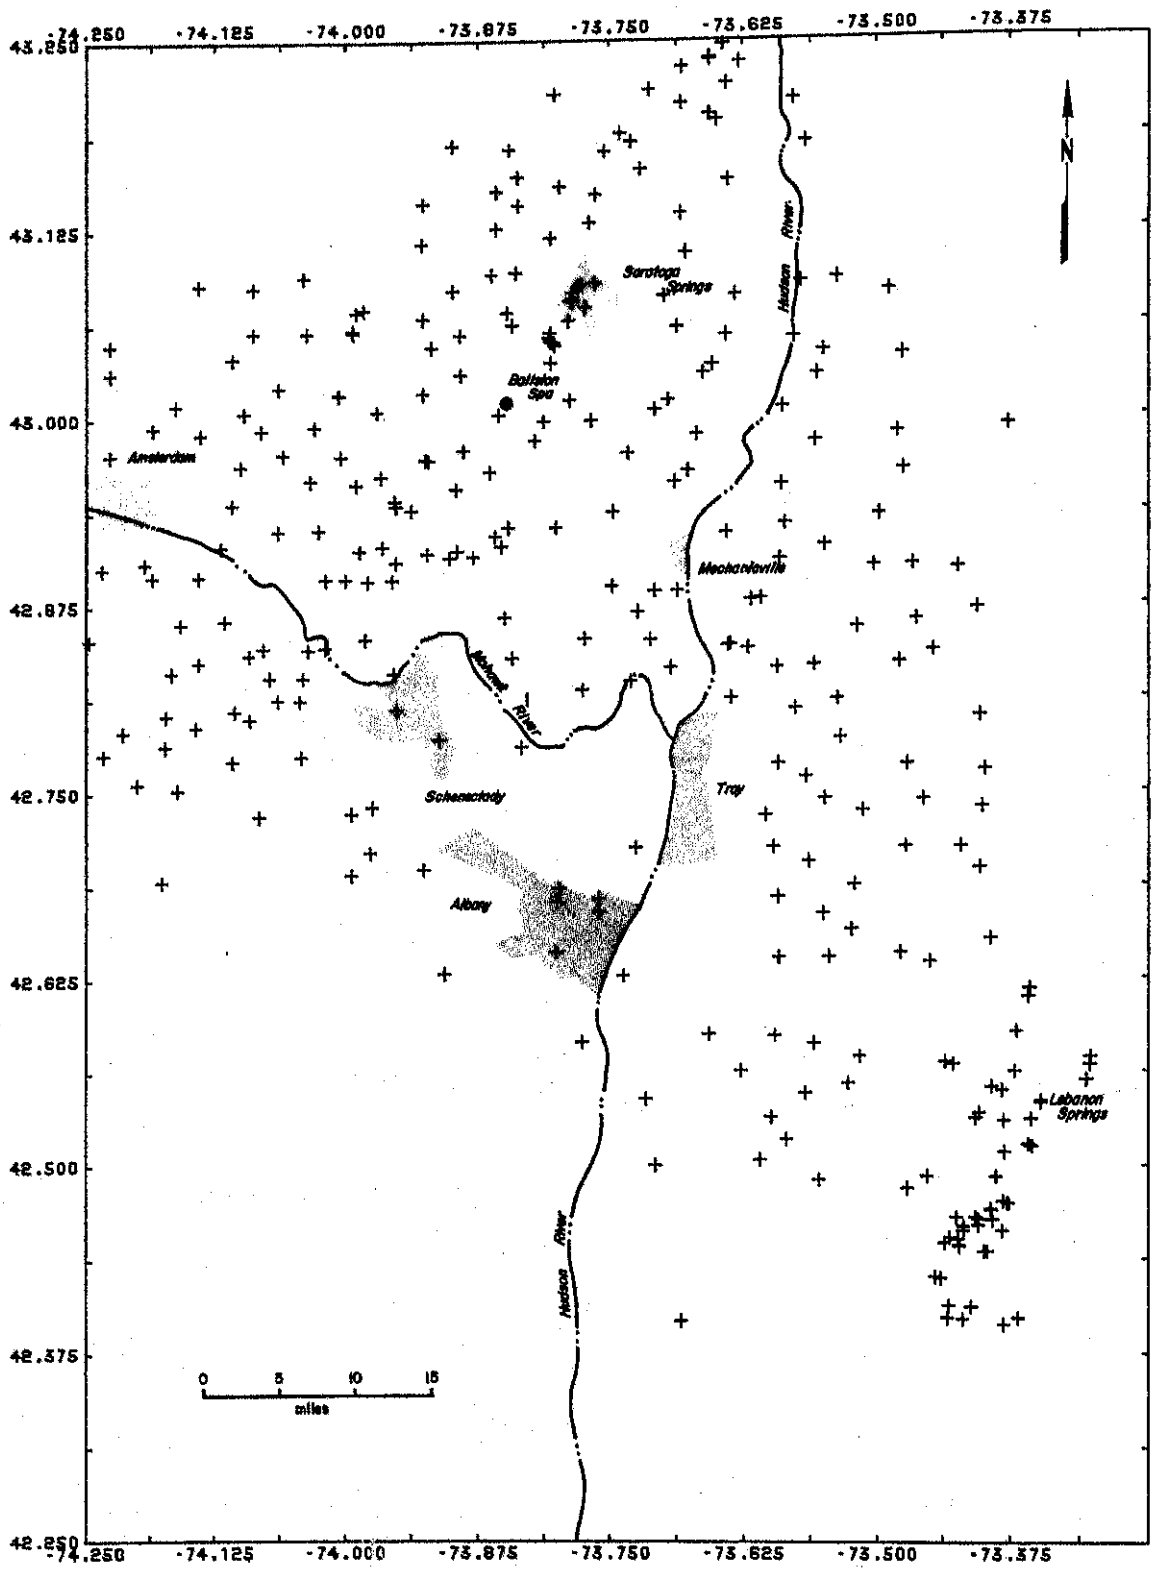 -74.250 -74.125 -74.000 -73.875 -73.750 -73.625 -73.500 -73.375
43.250
N
43.125
Hudson River
Saratoga
Springs
Ballston
Spa
43.000
Amsterdam
Mechanicville
42.875
Mohawk
River
42.750
Schenectady
Troy
Albany
42.625
Lebanon
Springs
42.500
Hudson River
42.375
0 5 10 15
miles
42.250
-74.250 -74.125 -74.000 -73.875 -73.750 -73.625 -73.500 -73.375